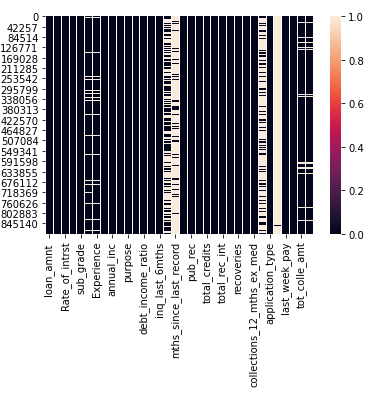 0
42257
84514
126771
169028
211285
253542
295799
338056
380313
422570
464827
507084
549341
591598
633855
676112
718369
760626
802883
845140
1.0
0.8
0.6
0.4
0.2
0.0
loan_amnt
Rate_of_intrst
sub_grade
Experience
annual_inc
purpose
debt_income_ratio
inq_last_6mths
mths_since_last_record
pub_rec
total_credits
total_rec_int
recoveries
collections_12_mths_ex_med
application_type
last_week_pay
tot_colle_amt